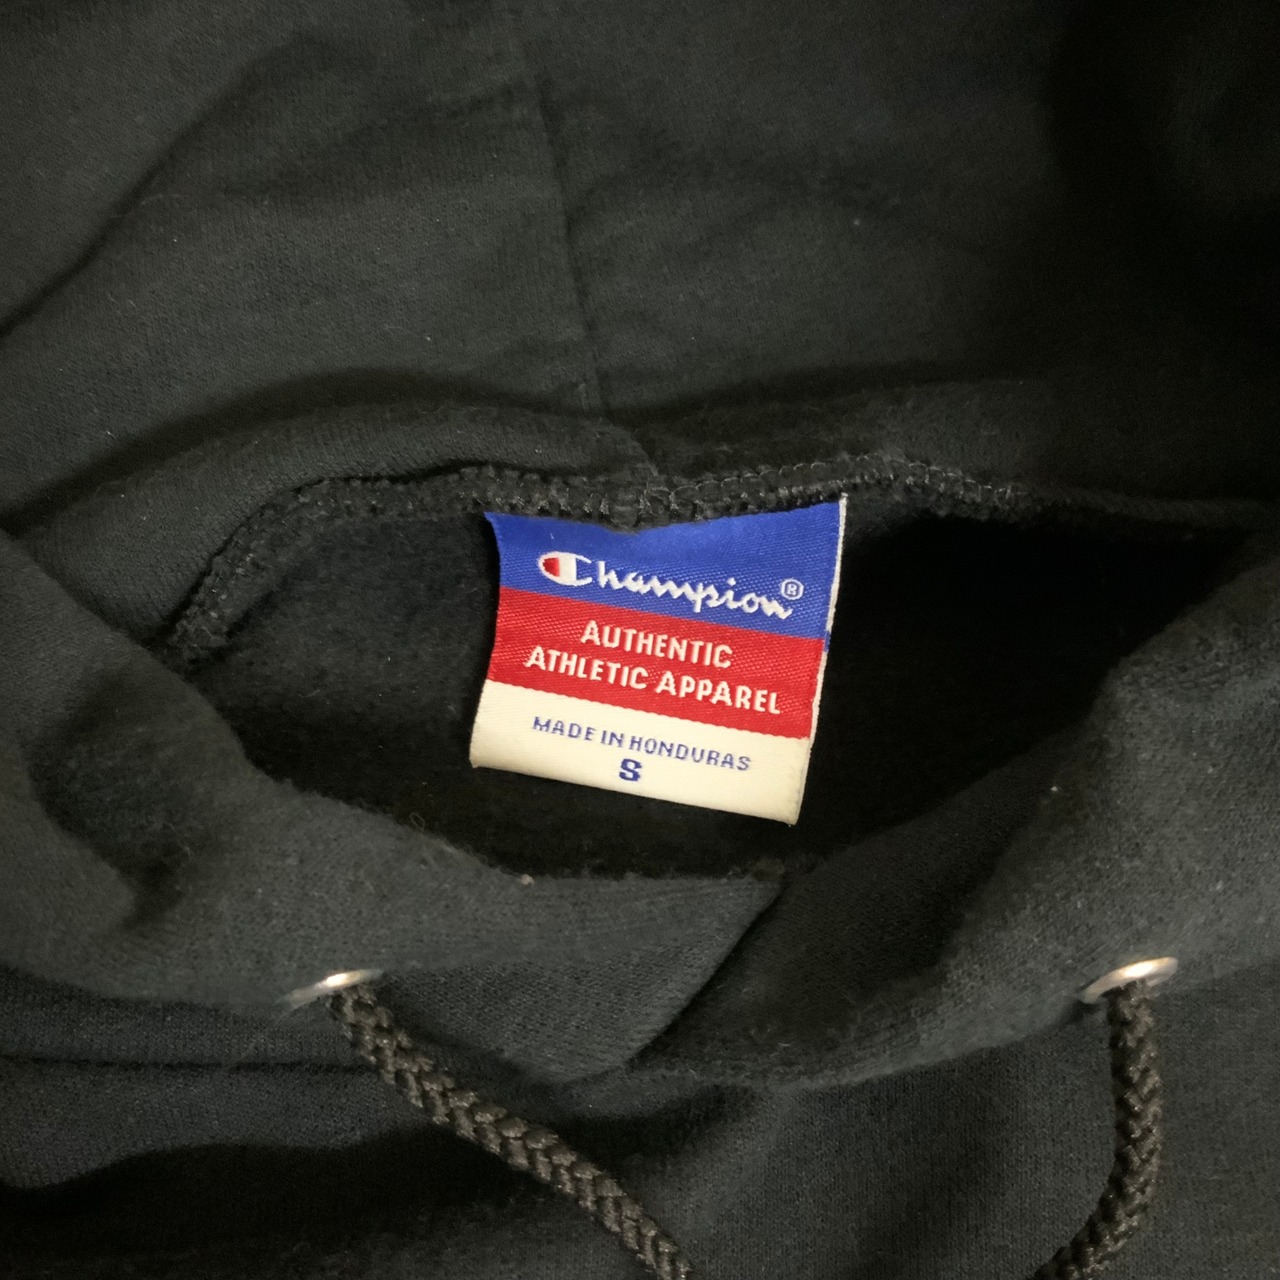 Champion®
AUTHENTIC
ATHLETIC APPAREL
MADE IN HONDURAS
S